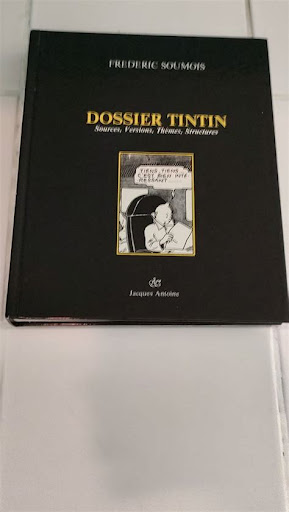 FREDERIC SOUMOIS
DOSSIER TINTIN
Sources, Versions, Thèmes, Structures
TIENS, TIENS,
C'EST BIEN INTÉ-
RESSANT...
Jacques Antoine